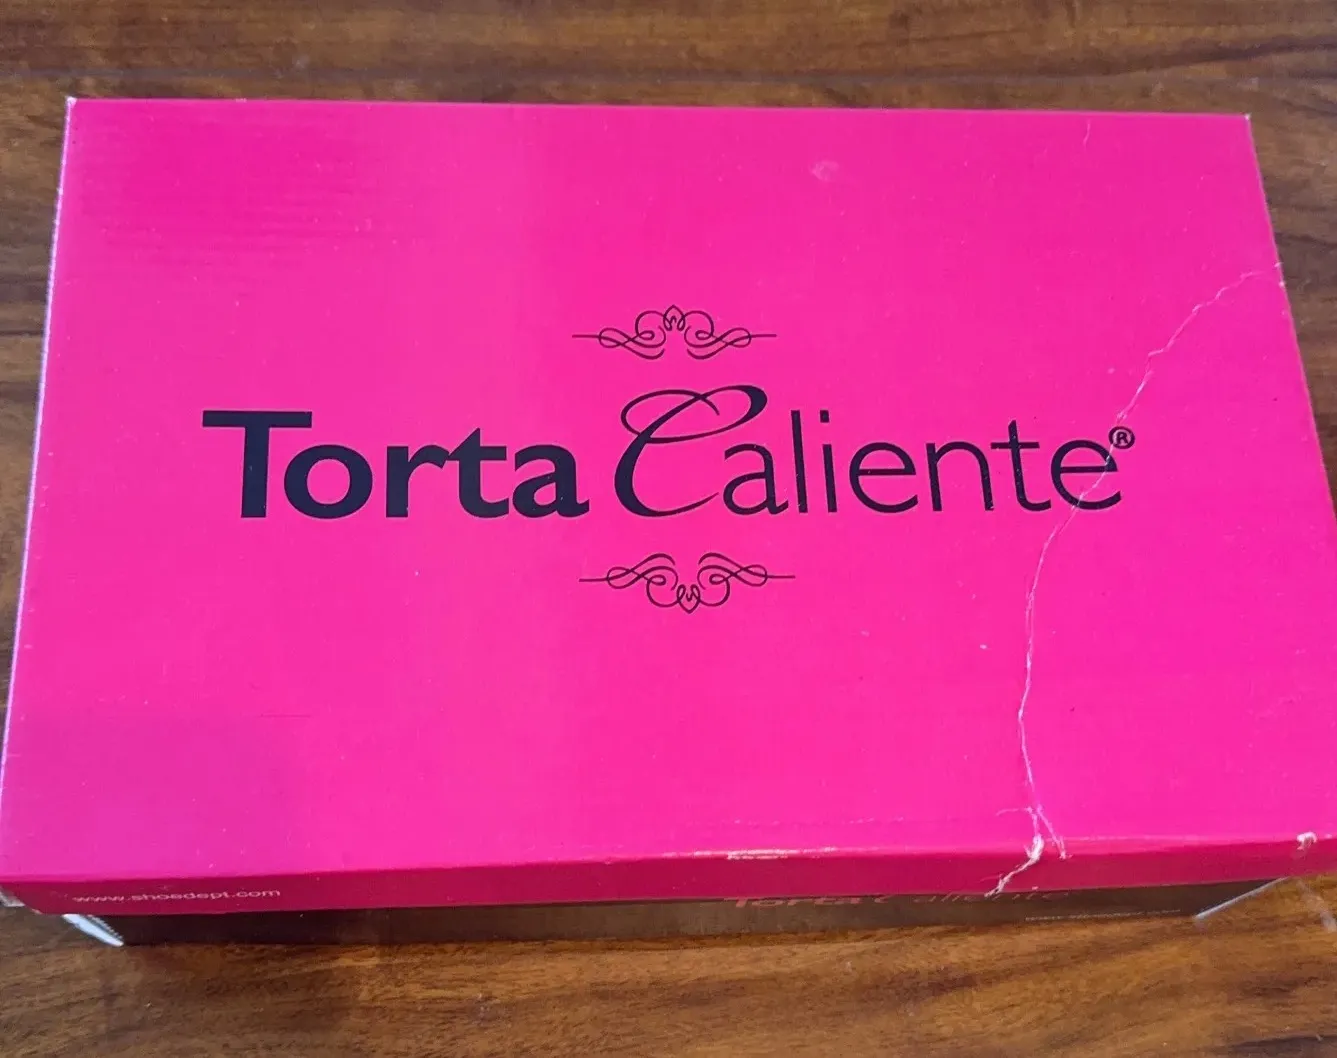 Torta Caliente®
www.shoedept.com
Torta Caliente